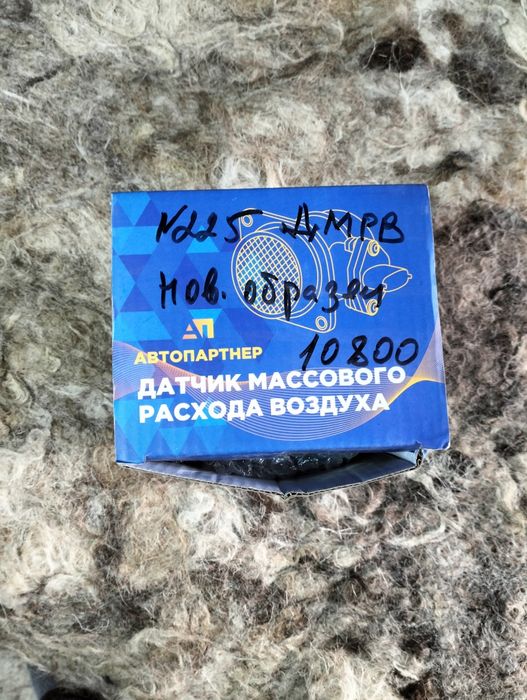 N225 ДМРВ
Нов. образец
10800
АП
АВТОПАРТНЕР
ДАТЧИК МАССОВОГО
РАСХОДА ВОЗДУХА